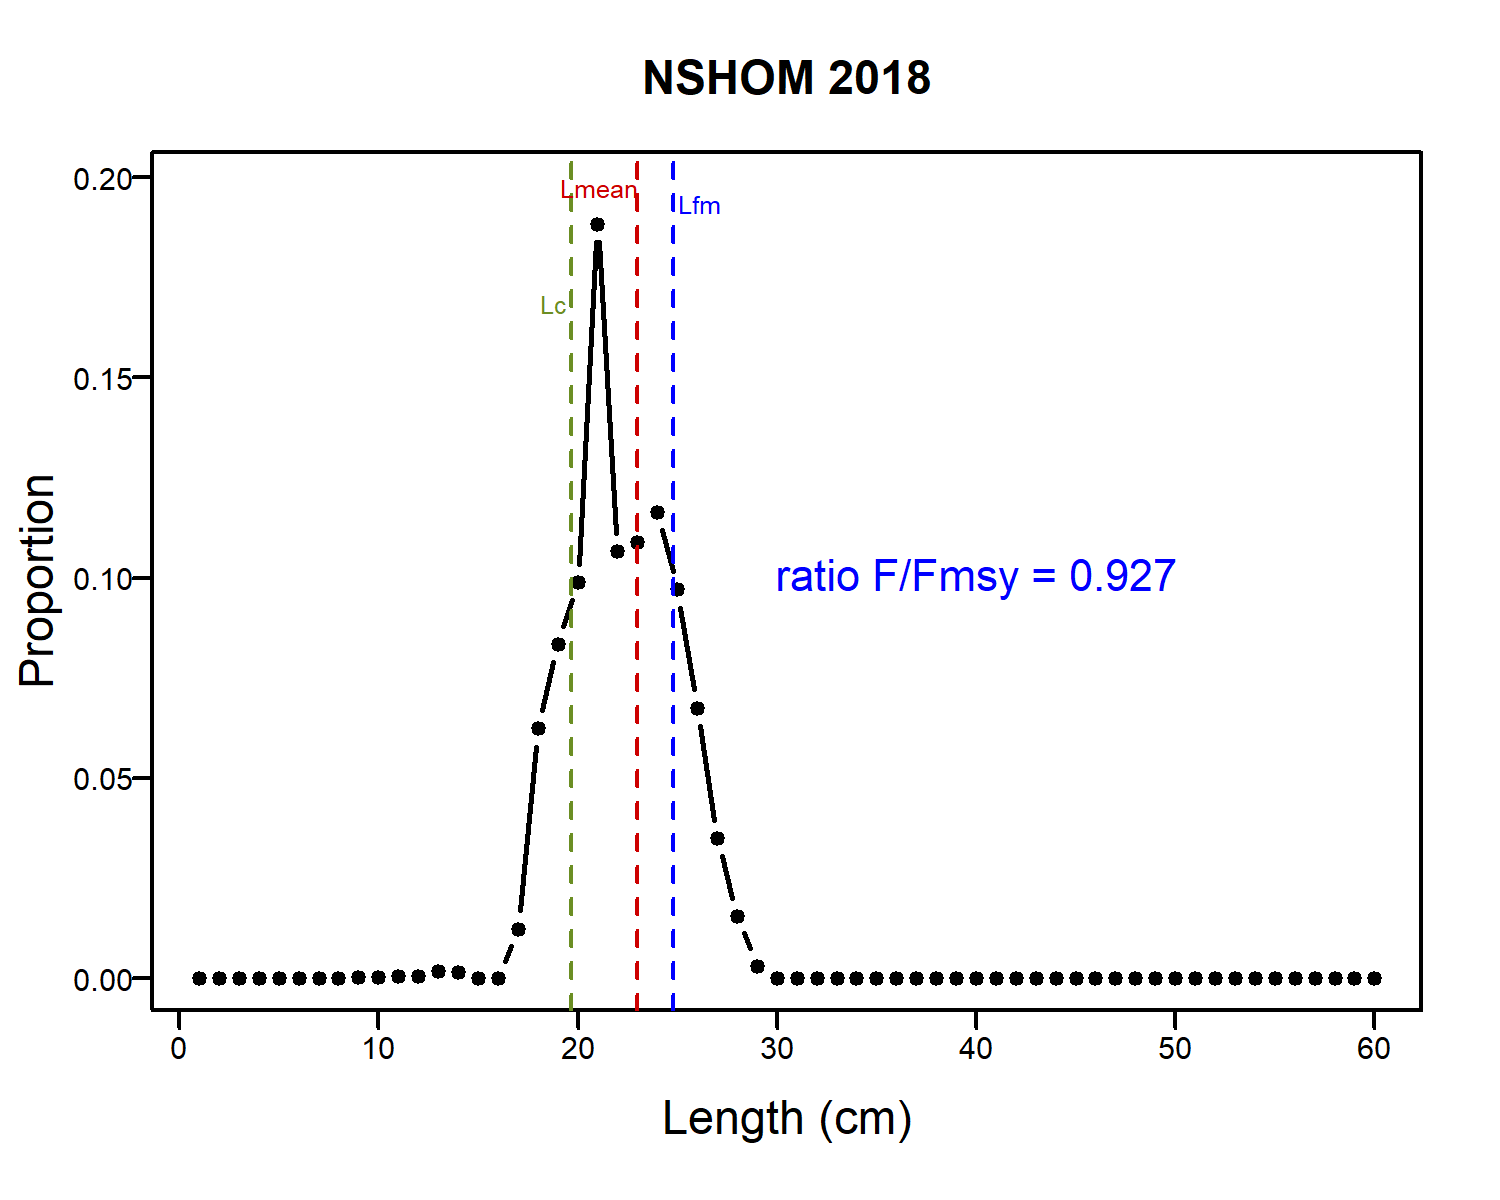 NSHOM 2018
Proportion
0.20
0.15
0.10
0.05
0.00
Lmean
Lfm
Lc
ratio F/Fmsy = 0.927
0 10 20 30 40 50 60
Length (cm)